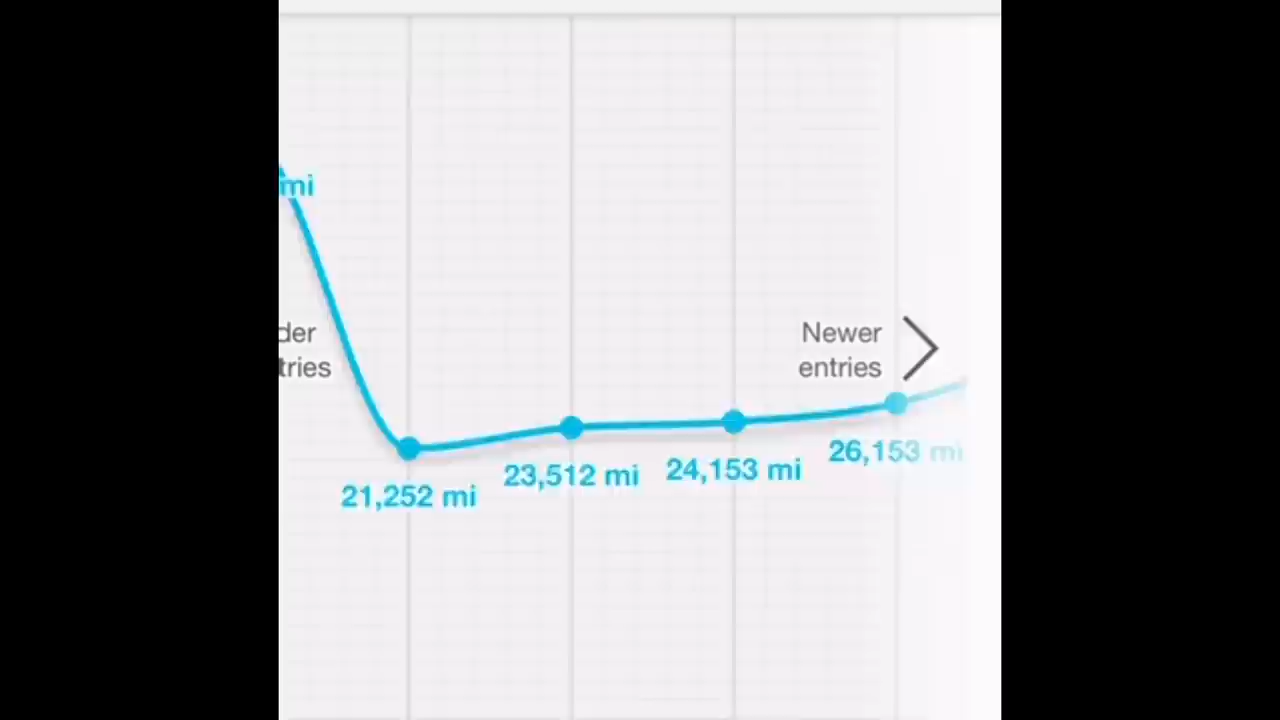 mi
der
tries
Newer
entries
21,252 mi
23,512 mi
24,153 mi
26,153 mi